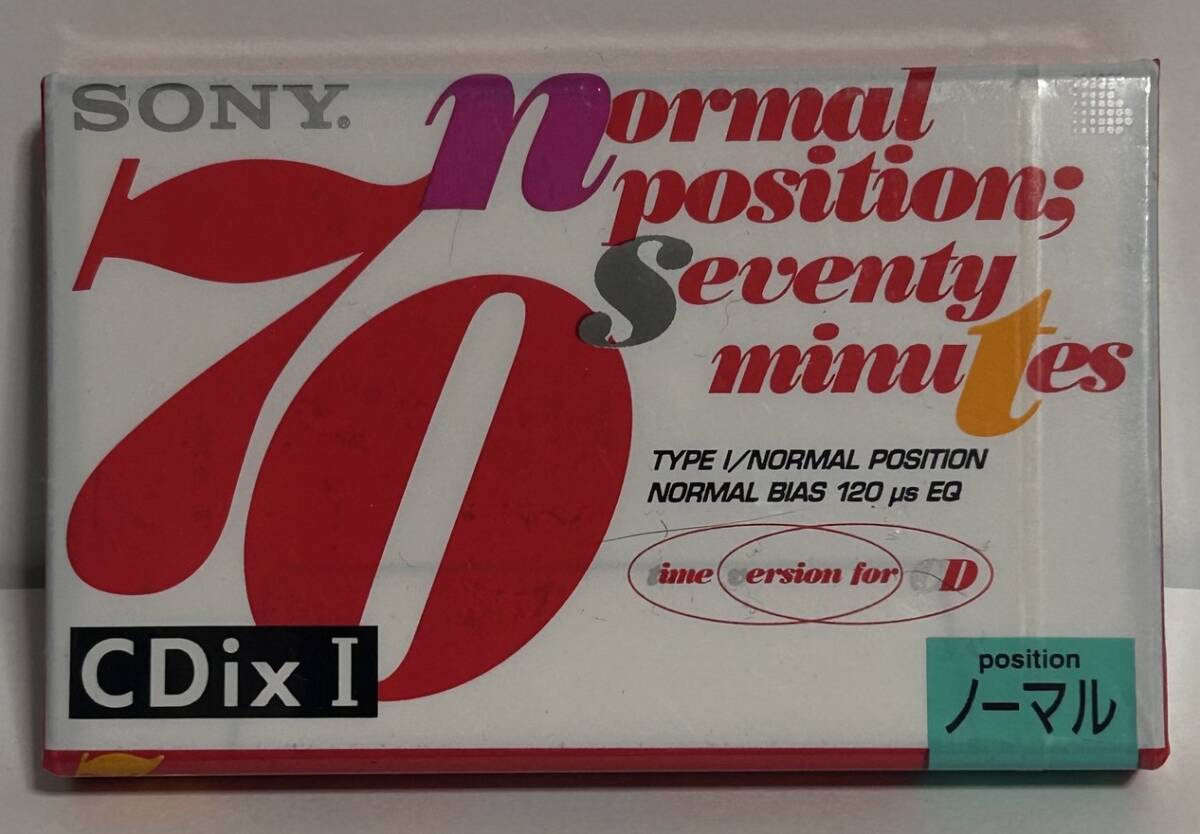 SONY®
70
normal
position;
Seventy
minutes
TYPE I/NORMAL POSITION
NORMAL BIAS 120 µs EQ
time version for CD
CDix I
position
ノーマル